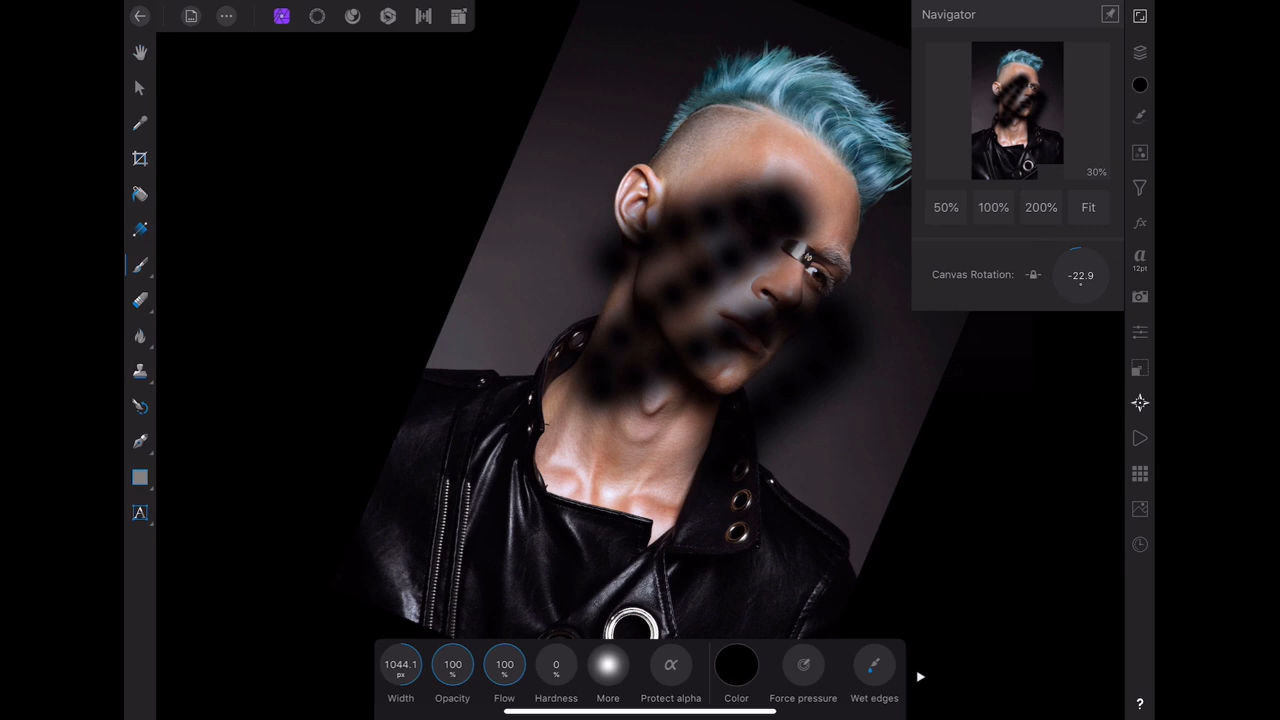 Navigator
30%
50% 100% 200% Fit
Canvas Rotation: -22.9
a
12pt
fx
A
1044.1 px 100 % 100 % 0 % α
Width Opacity Flow Hardness More Protect alpha Color Force pressure Wet edges
?